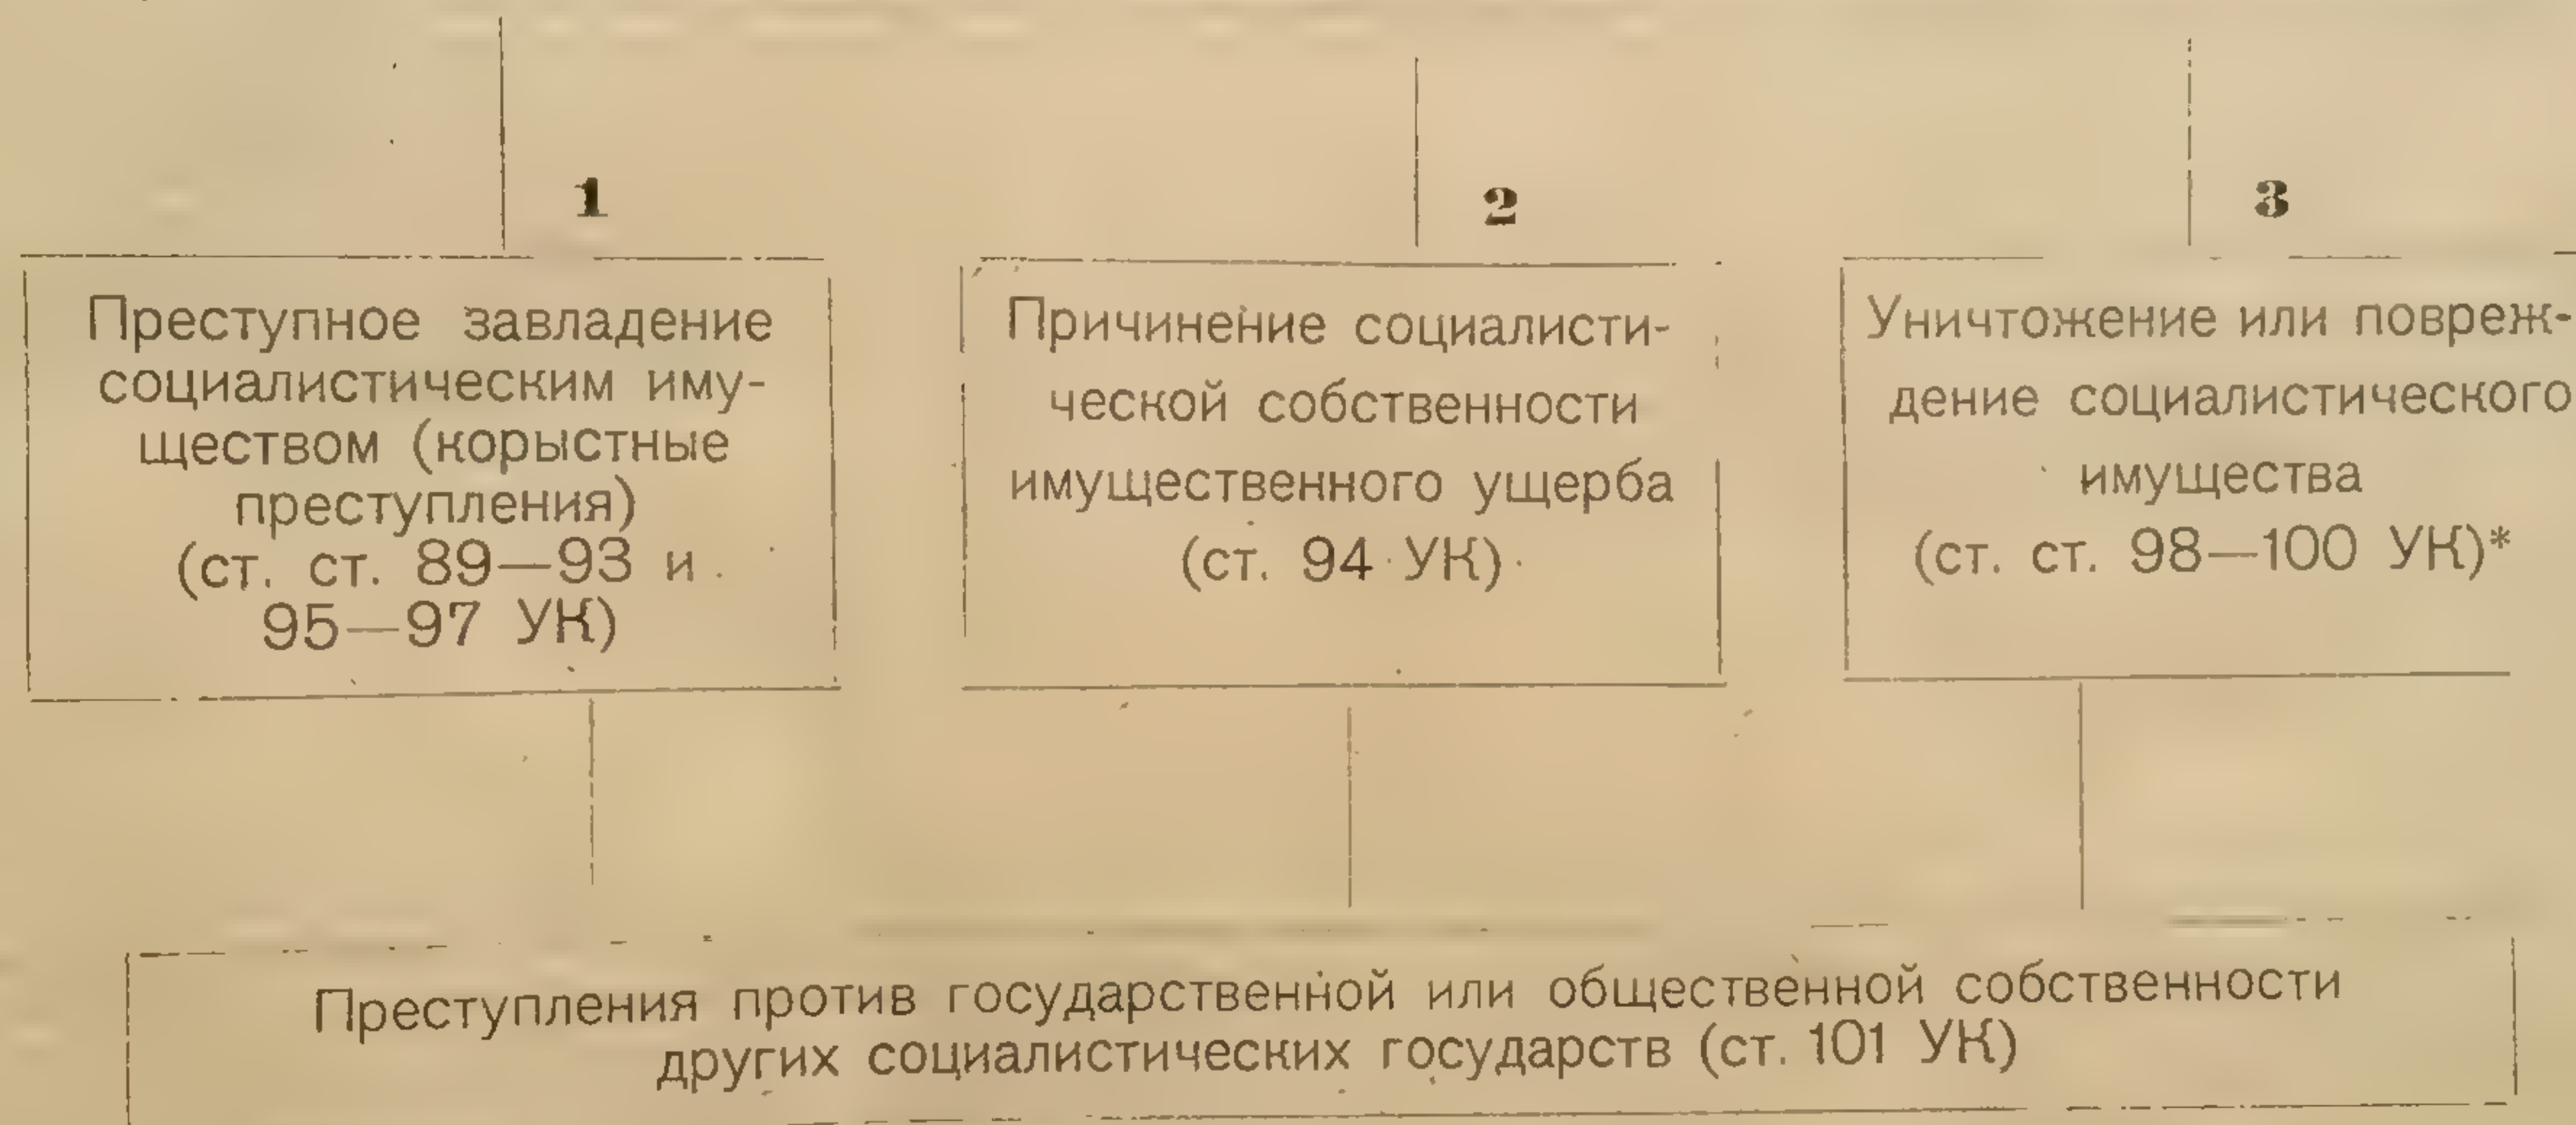 1
Преступное завладение
социалистическим иму-
ществом (корыстные
преступления)
(ст. ст. 89—93 и
95—97 УК)
2
Причинение социалисти-
ческой собственности
имущественного ущерба
(ст. 94 УК)
3
Уничтожение или повреж-
дение социалистического
имущества
(ст. ст. 98—100 УК)*
Преступления против государственной или общественной собственности
других социалистических государств (ст. 101 УК)